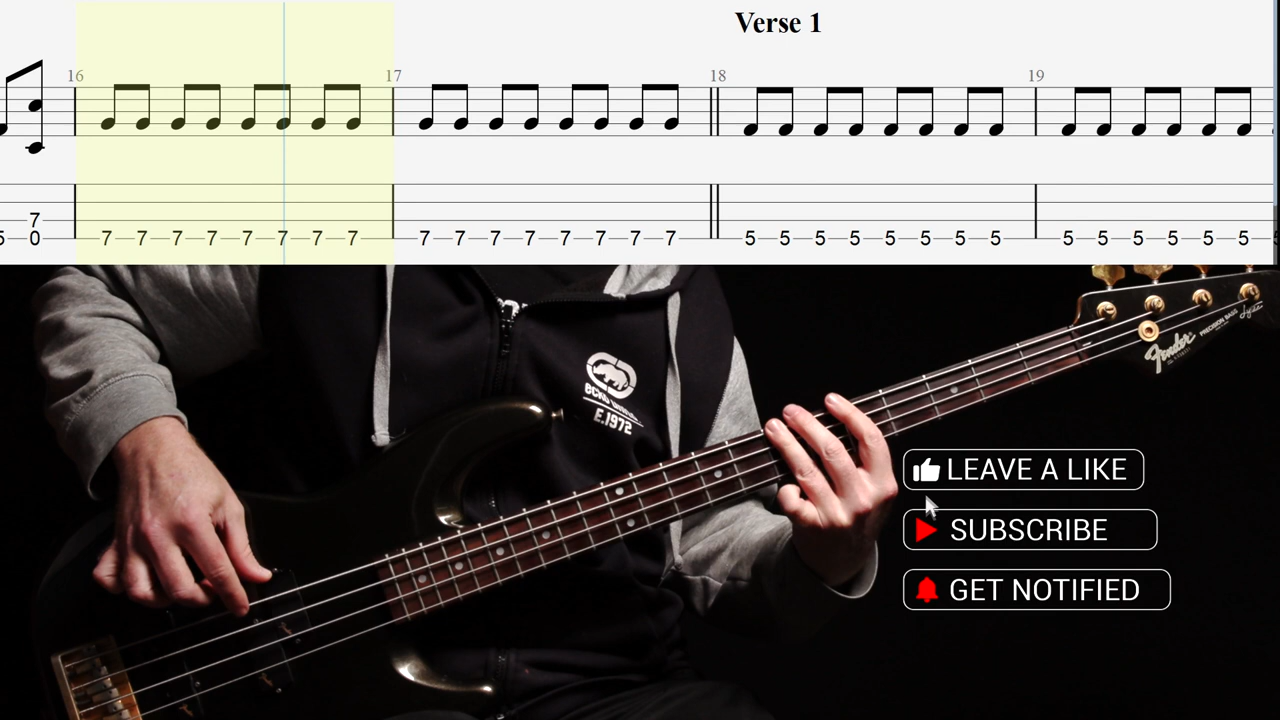 Verse 1
16 17 18 19
7
5 0 7 7 7 7 7 7 7 7 7 7 7 7 7 7 7 7 5 5 5 5 5 5 5 5 5 5 5 5 5 5
Fender
PRECISION BASS
ecko
E.1972
LEAVE A LIKE
SUBSCRIBE
GET NOTIFIED